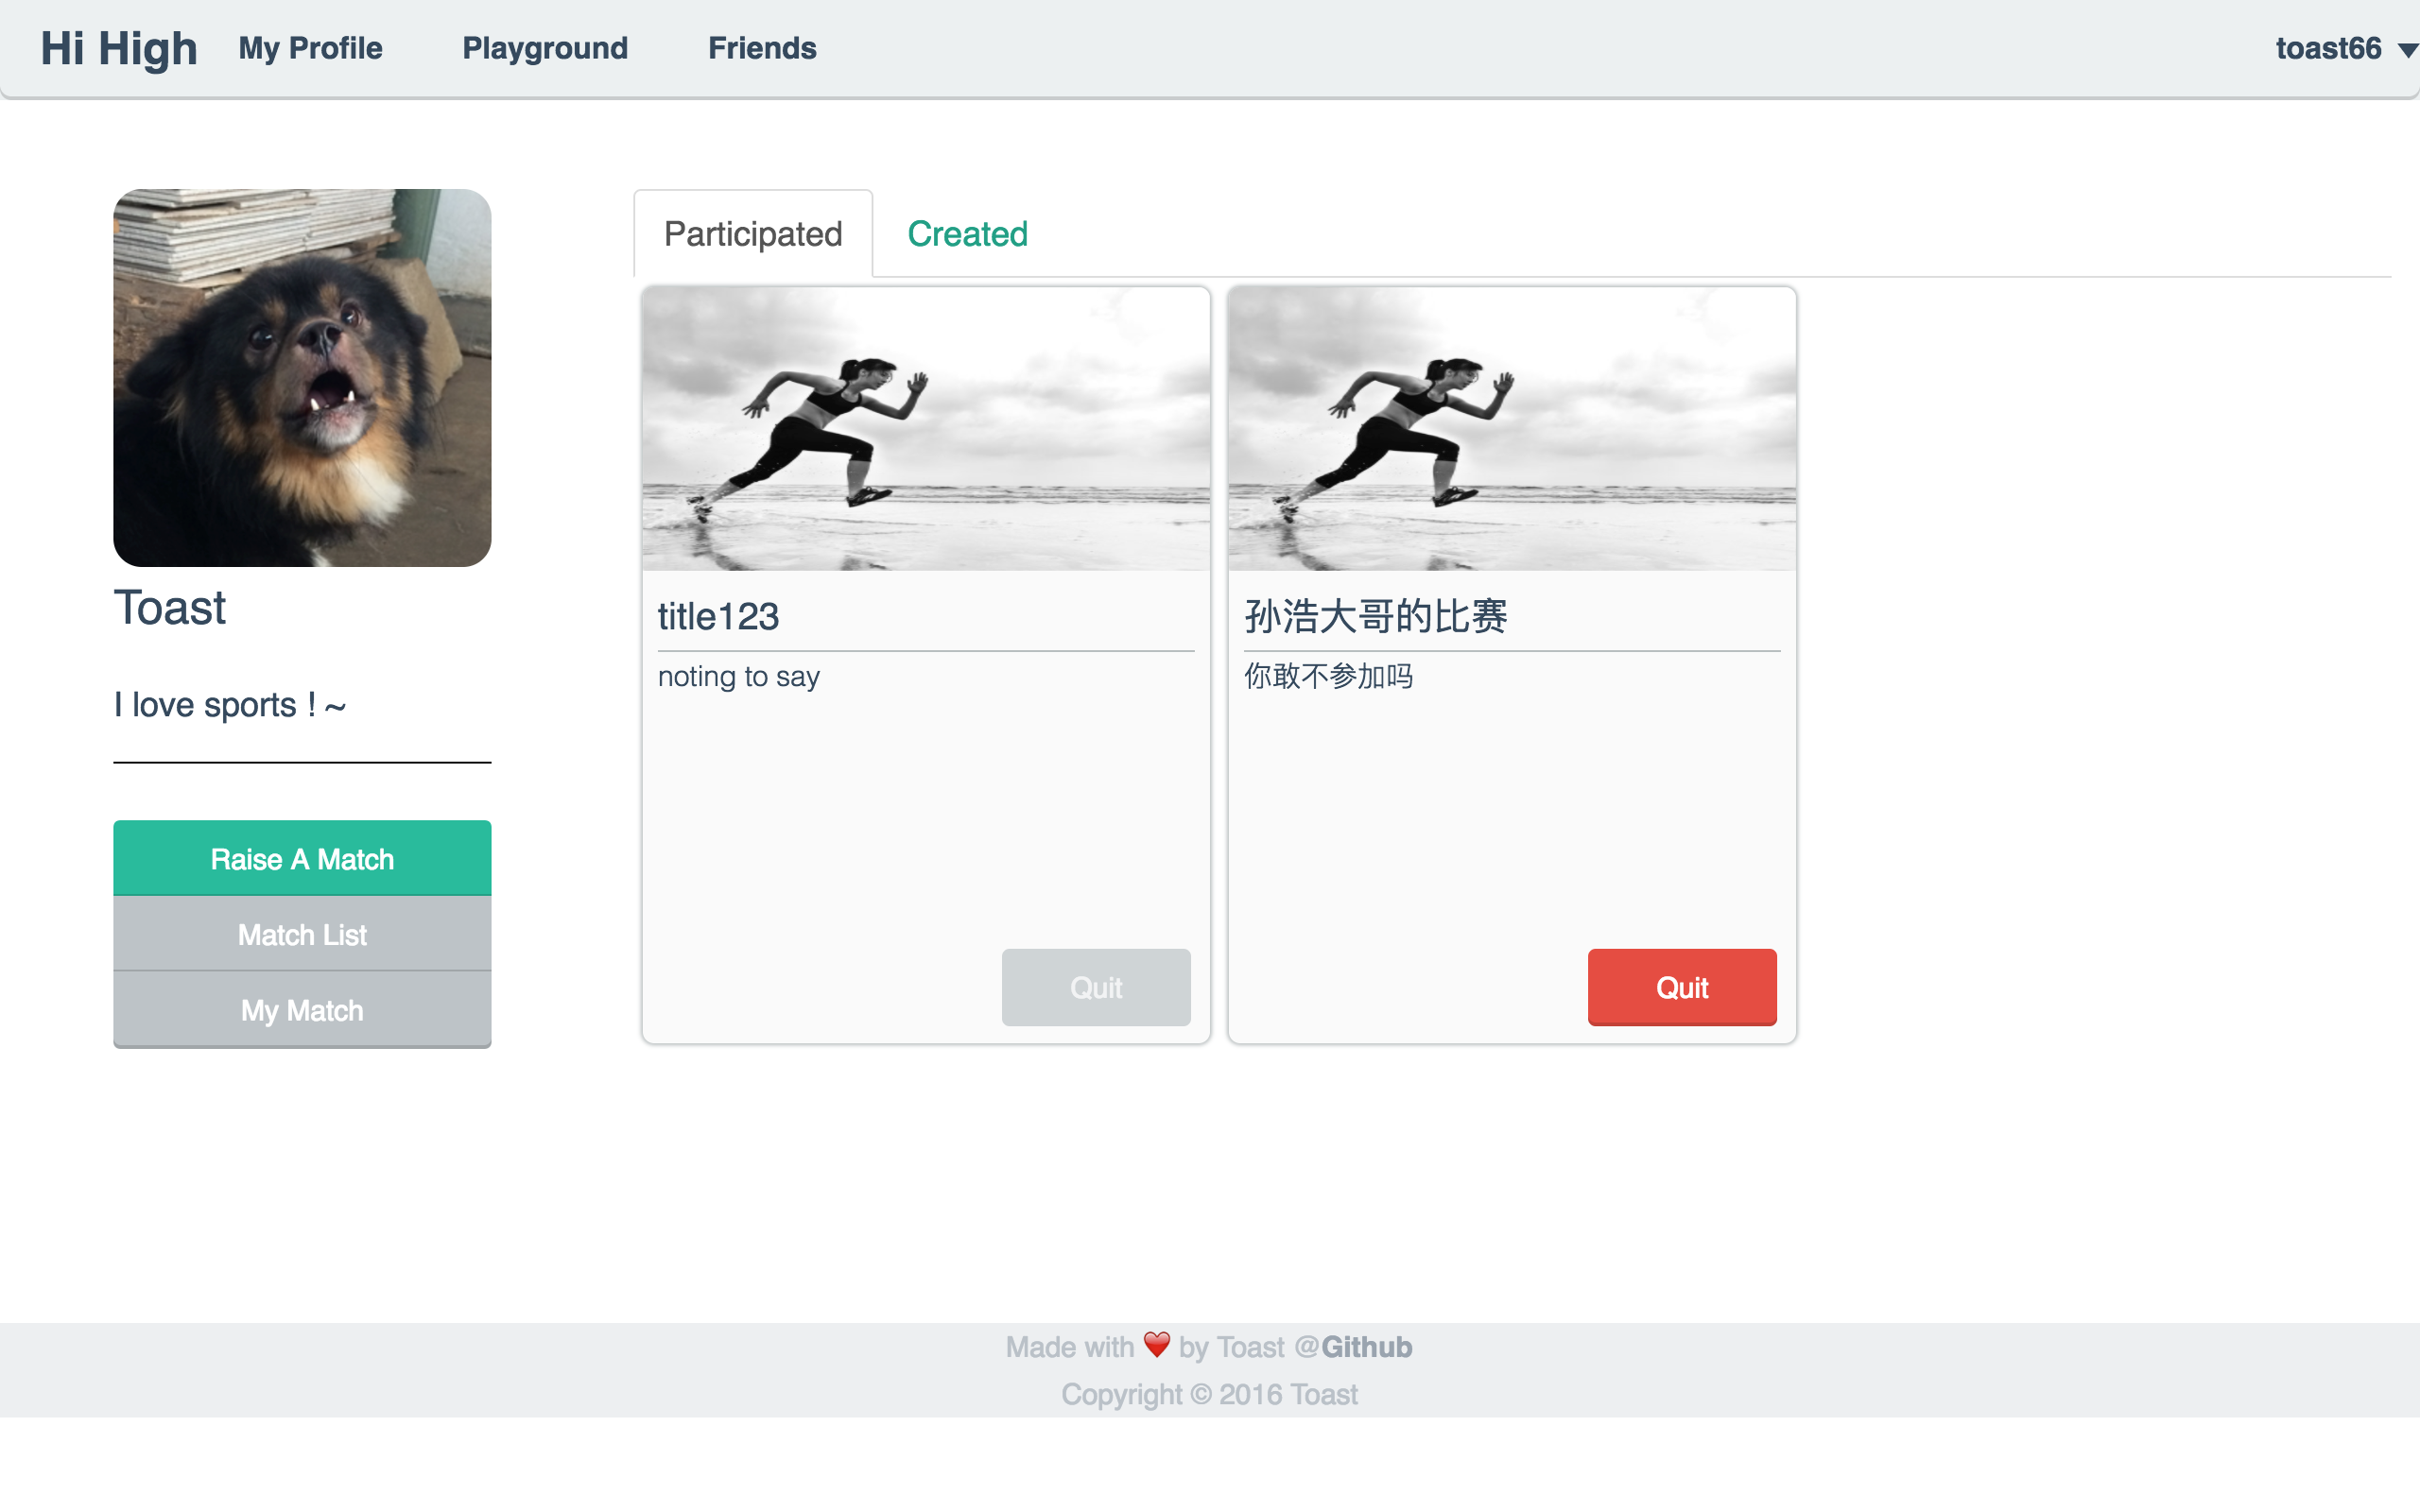 Hi High My Profile Playground Friends toast66
Participated Created
Toast
I love sports ! ~
Raise A Match
Match List
My Match
title123
noting to say
Quit
孙浩大哥的比赛
你敢不参加吗
Quit
Made with ❤️ by Toast @Github
Copyright © 2016 Toast